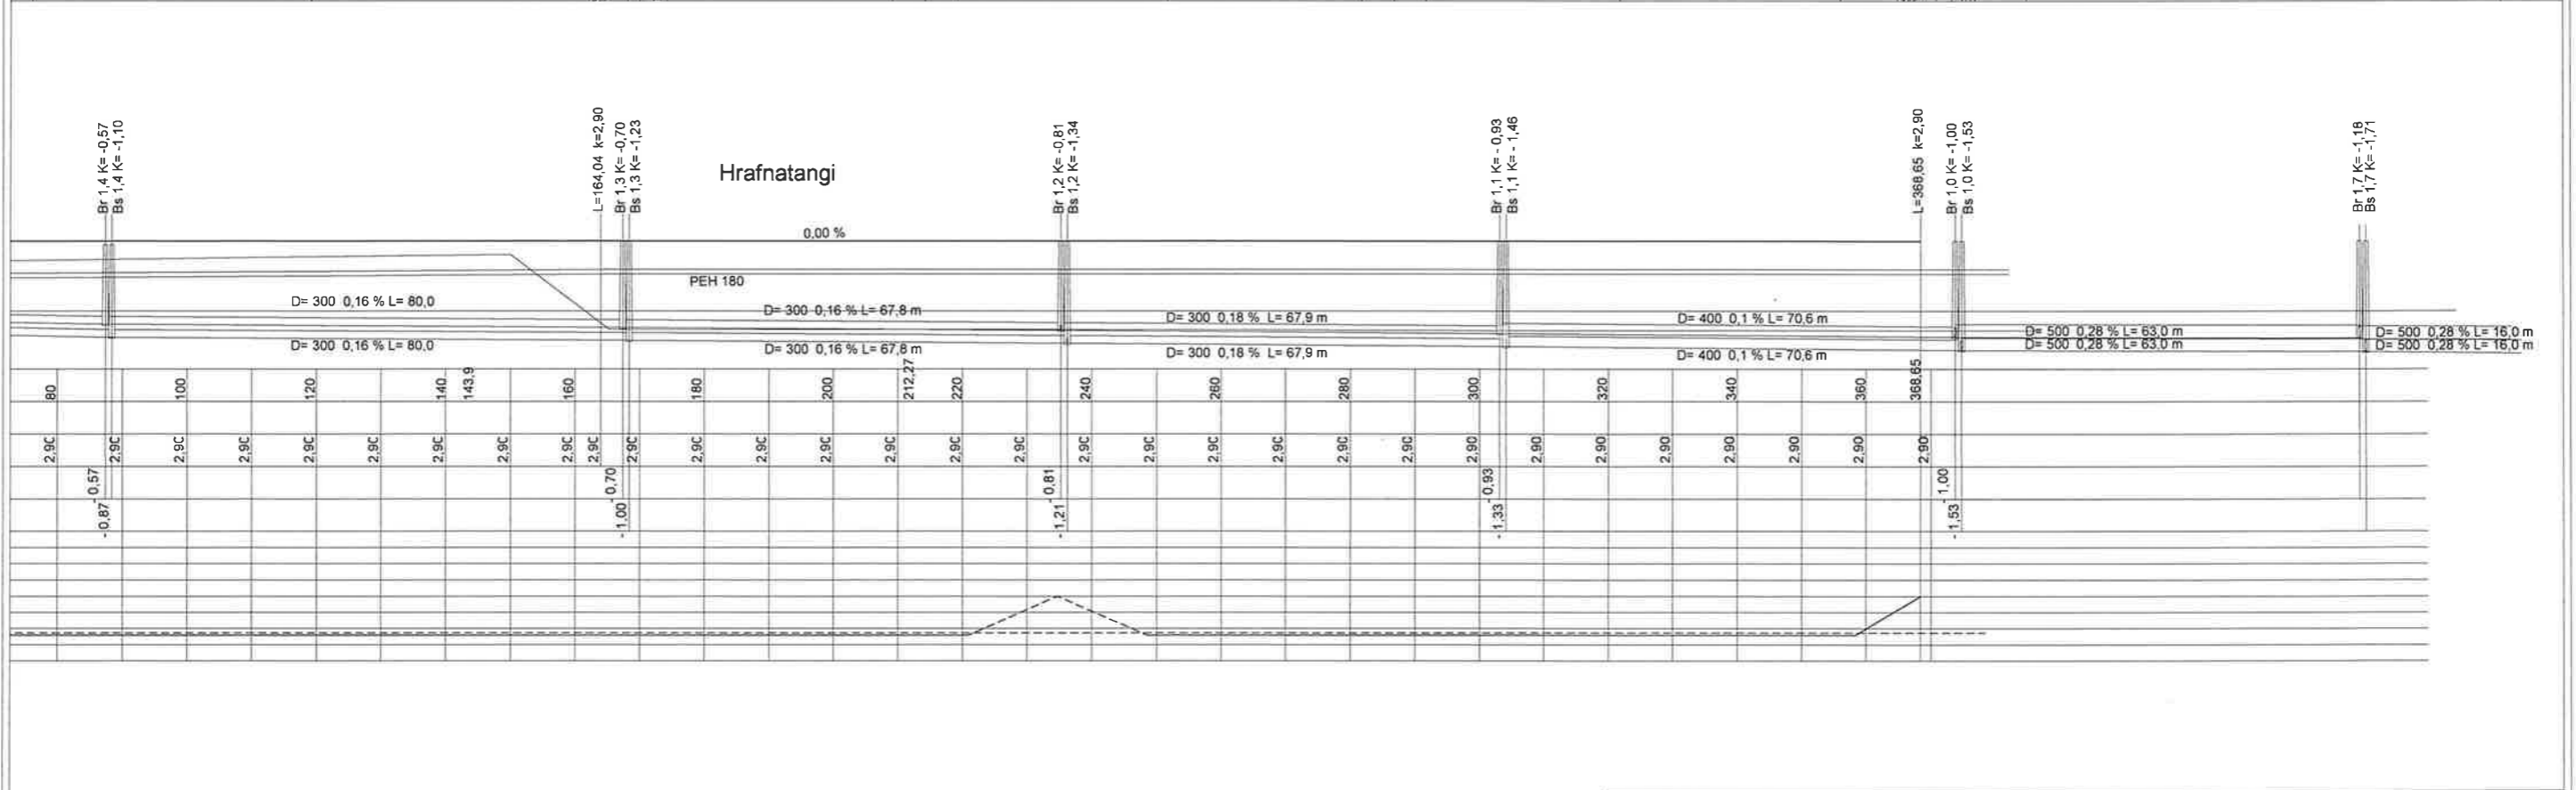 Br 1,4 K= -0,57
Bs 1,4 K= -1,10
L=164,04 k=2,90
Br 1,3 K= -0,70
Bs 1,3 K= -1,23
Br 1,2 K= -0,81
Bs 1,2 K= -1,34
Br 1,1 K= - 0,93
Bs 1,1 K= - 1,46
L=368,65 k=2,90
Br 1,0 K= -1,00
Bs 1,0 K= -1,53
Br 1,7 K= -1,18
Bs 1,7 K= -1,71
Hrafnatangi
0,00 %
PEH 180
D= 300 0,16 % L= 80,0
D= 300 0,16 % L= 67,8 m
D= 300 0,18 % L= 67,9 m
D= 400 0,1 % L= 70,6 m
D= 500 0,28 % L= 63,0 m
D= 500 0,28 % L= 16,0 m
D= 300 0,16 % L= 80,0
D= 300 0,16 % L= 67,8 m
D= 300 0,18 % L= 67,9 m
D= 400 0,1 % L= 70,6 m
D= 500 0,28 % L= 63,0 m
D= 500 0,28 % L= 16,0 m
80 100 120 140 143,9 160 180 200 212,27 220 240 260 280 300 320 340 360 368,65
2,90 2,90 2,90 2,90 2,90 2,90 2,90 2,90 2,90 2,90 2,90 2,90 2,90 2,90 2,90 2,90 2,90 2,90 2,90 2,90 2,90 2,90 2,90 2,90 2,90 2,90 2,90 2,90 2,90 2,90 2,90
- 0,57 - 0,70 - 0,81 - 0,93 - 1,00
- 0,87 - 1,00 - 1,21 - 1,33 - 1,53